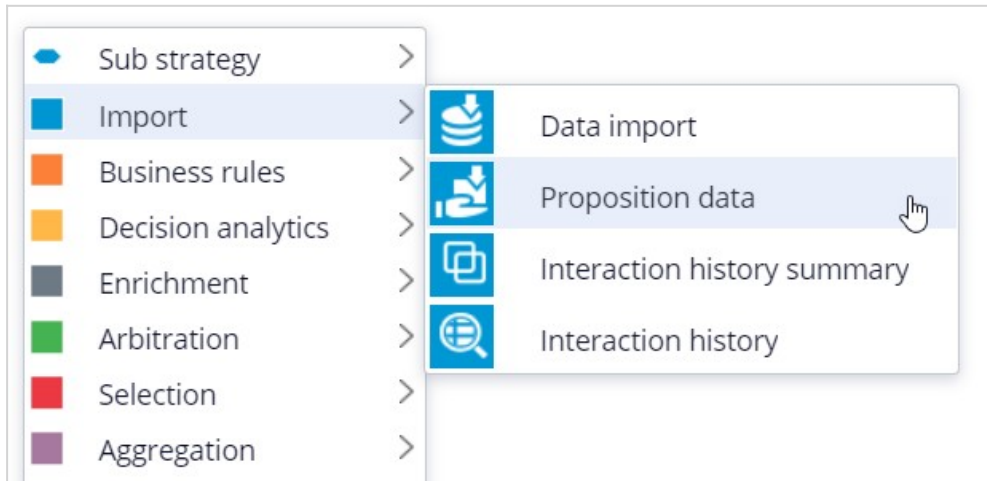 Sub strategy
Import
Business rules
Decision analytics
Enrichment
Arbitration
Selection
Aggregation
Data import
Proposition data
Interaction history summary
Interaction history